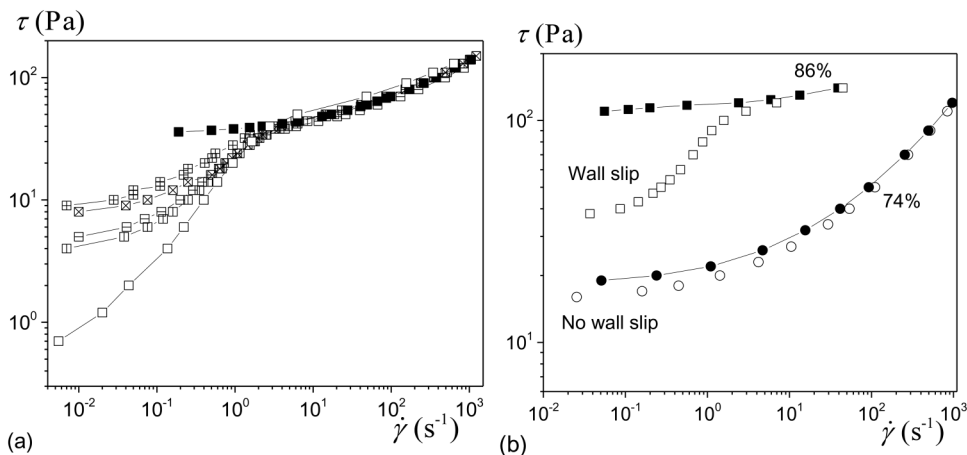 τ (Pa)
10²
10¹
10⁰
10⁻² 10⁻¹ 10⁰ 10¹ 10² 10³
γ̇ (s⁻¹)
(a)
τ (Pa)
86%
10²
Wall slip
74%
No wall slip
10¹
10⁻² 10⁻¹ 10⁰ 10¹ 10² 10³
γ̇ (s⁻¹)
(b)